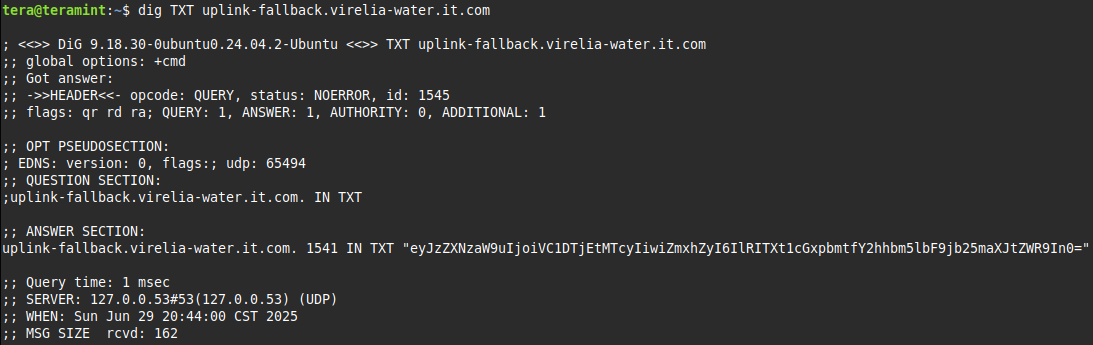 tera@teramint:~$ dig TXT uplink-fallback.virelia-water.it.com
; <<>> DiG 9.18.30-0ubuntu0.24.04.2-Ubuntu <<>> TXT uplink-fallback.virelia-water.it.com
;; global options: +cmd
;; Got answer:
;; ->>HEADER<<- opcode: QUERY, status: NOERROR, id: 1545
;; flags: qr rd ra; QUERY: 1, ANSWER: 1, AUTHORITY: 0, ADDITIONAL: 1
;; OPT PSEUDOSECTION:
; EDNS: version: 0, flags:; udp: 65494
;; QUESTION SECTION:
;uplink-fallback.virelia-water.it.com. IN TXT
;; ANSWER SECTION:
uplink-fallback.virelia-water.it.com. 1541 IN TXT "eyJzZXNzaW9uIjoiVC1DTjEtMTcyIiwiZmxhZyI6IlRITXt1cGxpbmtfY2hhbm5lbF9jb25maXJtZWR9In0="
;; Query time: 1 msec
;; SERVER: 127.0.0.53#53(127.0.0.53) (UDP)
;; WHEN: Sun Jun 29 20:44:00 CST 2025
;; MSG SIZE  rcvd: 162